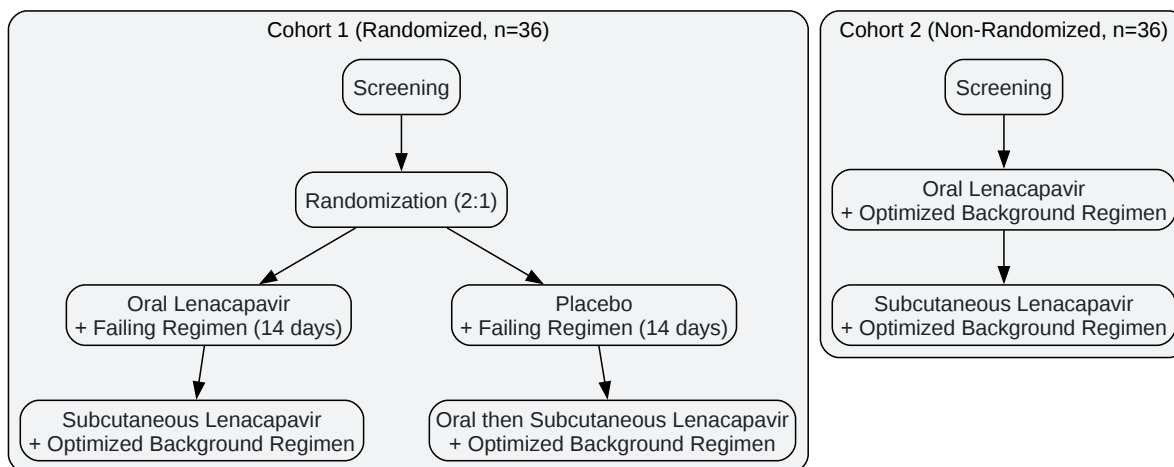 Cohort 1 (Randomized, n=36)
Screening
Randomization (2:1)
Oral Lenacapavir
+ Failing Regimen (14 days)
Placebo
+ Failing Regimen (14 days)
Subcutaneous Lenacapavir
+ Optimized Background Regimen
Oral then Subcutaneous Lenacapavir
+ Optimized Background Regimen
Cohort 2 (Non-Randomized, n=36)
Screening
Oral Lenacapavir
+ Optimized Background Regimen
Subcutaneous Lenacapavir
+ Optimized Background Regimen